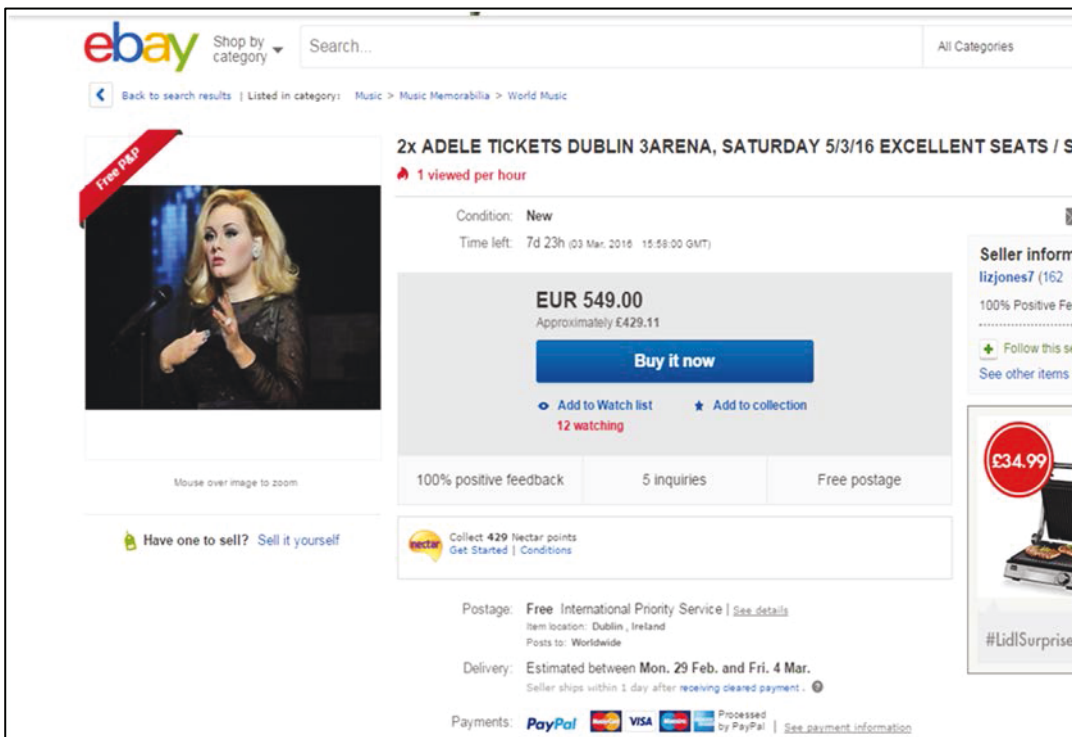 ebay
Shop by
category
Search...
All Categories
Back to search results | Listed in category: Music > Music Memorabilia > World Music
Free P&P
2x ADELE TICKETS DUBLIN 3ARENA, SATURDAY 5/3/16 EXCELLENT SEATS / S
1 viewed per hour
Condition: New
Time left: 7d 23h (03 Mar, 2016 15:58:00 GMT)
EUR 549.00
Approximately £429.11
Buy it now
Add to Watch list Add to collection
12 watching
100% positive feedback 5 inquiries Free postage
Mouse over image to zoom
Have one to sell? Sell it yourself
nectar
Collect 429 Nectar points
Get Started | Conditions
Postage: Free International Priority Service | See details
Item location: Dublin, Ireland
Posts to: Worldwide
Delivery: Estimated between Mon. 29 Feb. and Fri. 4 Mar.
Seller ships within 1 day after receiving cleared payment.
Payments: PayPal MasterCard VISA Maestro Processed
by PayPal | See payment information
Seller inform
lizjones7 (162
100% Positive Fe
Follow this se
See other items
£34.99
#LidlSurprise